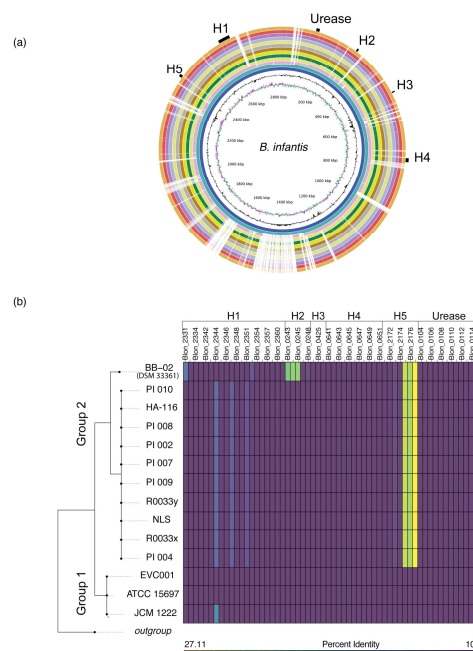 (a)
H1
Urease
H2
H5
H3
H4
B. infantis
200 kbp
400 kbp
600 kbp
800 kbp
1000 kbp
1200 kbp
1400 kbp
1600 kbp
1800 kbp
2000 kbp
2200 kbp
2400 kbp
2600 kbp
2800 kbp
(b)
H1 H2 H3 H4 H5 Urease
Blon_2331 Blon_2334 Blon_2342 Blon_2344 Blon_2346 Blon_2348 Blon_2351 Blon_2354 Blon_2357 Blon_2360 Blon_0243 Blon_0245 Blon_0248 Blon_0425 Blon_0641 Blon_0643 Blon_0645 Blon_0647 Blon_0649 Blon_0651 Blon_2172 Blon_2174 Blon_2176 Blon_0104 Blon_0106 Blon_0108 Blon_0110 Blon_0112 Blon_0114
Group 2
BB–02
(DSM 33361)
PI 010
HA-116
PI 008
PI 002
PI 007
PI 009
R0033y
NLS
R0033x
PI 004
Group 1
EVC001
ATCC 15697
JCM 1222
outgroup
27.11 Percent Identity 10